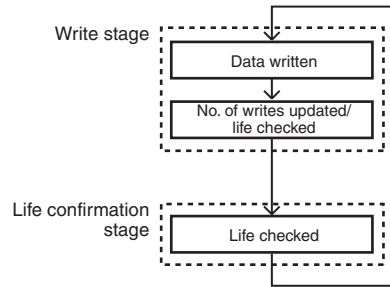 Write stage
Data written
No. of writes updated/
life checked
Life confirmation
stage
Life checked